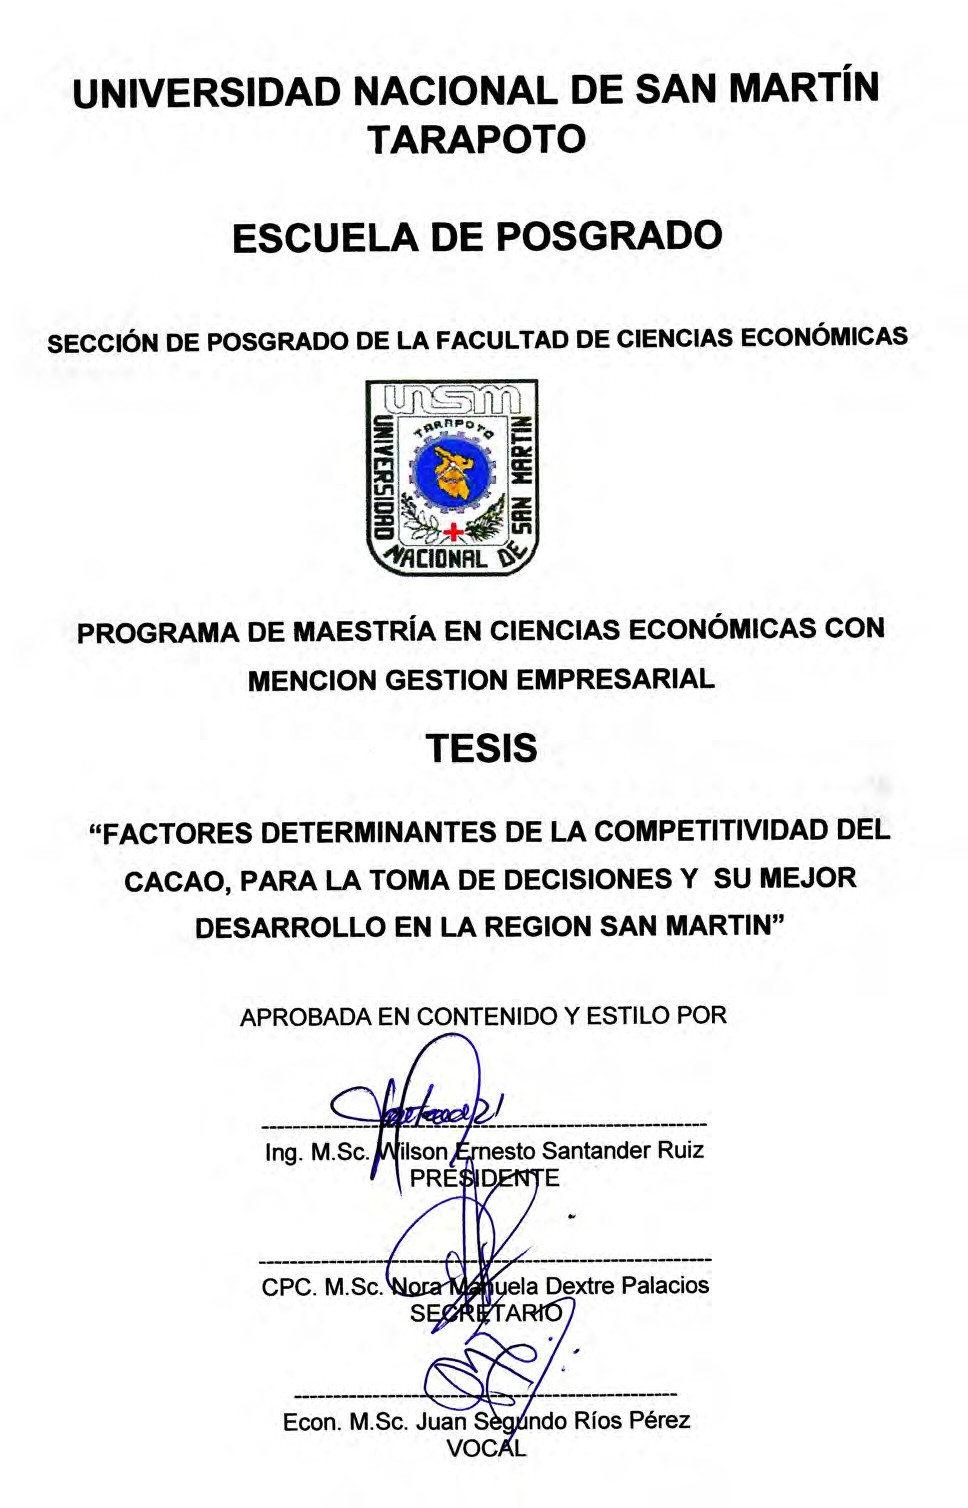 UNIVERSIDAD NACIONAL DE SAN MARTÍN
TARAPOTO
ESCUELA DE POSGRADO
SECCIÓN DE POSGRADO DE LA FACULTAD DE CIENCIAS ECONÓMICAS
UNSM
TARAPOTO
UNIVERSIDAD NACIONAL DE SAN MARTIN
PROGRAMA DE MAESTRÍA EN CIENCIAS ECONÓMICAS CON
MENCION GESTION EMPRESARIAL
TESIS
“FACTORES DETERMINANTES DE LA COMPETITIVIDAD DEL
CACAO, PARA LA TOMA DE DECISIONES Y SU MEJOR
DESARROLLO EN LA REGION SAN MARTIN”
APROBADA EN CONTENIDO Y ESTILO POR
Ing. M.Sc. Wilson Ernesto Santander Ruiz
PRESIDENTE
CPC. M.Sc. Nora Manuela Dextre Palacios
SECRETARIO
Econ. M.Sc. Juan Segundo Ríos Pérez
VOCAL